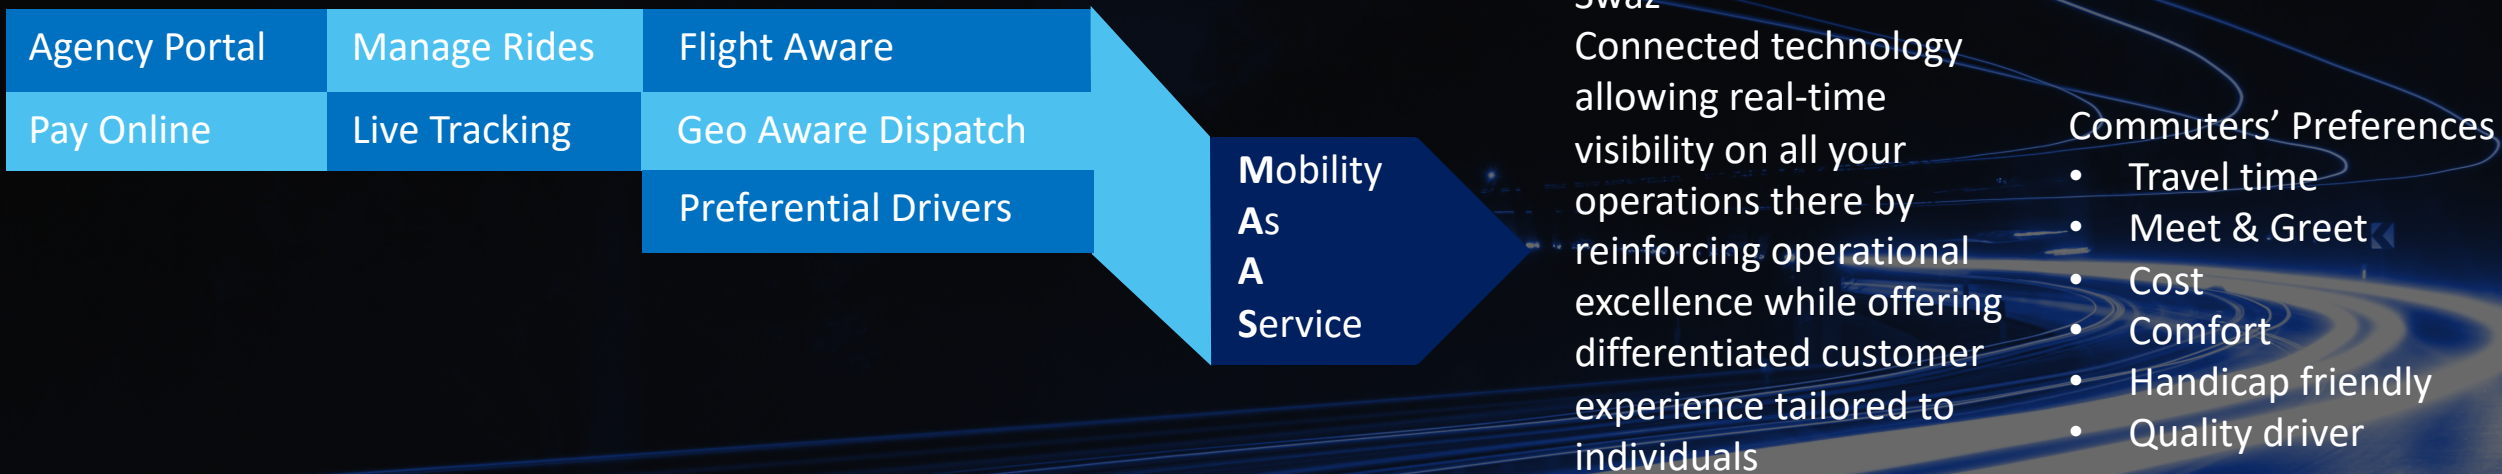 Agency Portal
Manage Rides
Flight Aware
Pay Online
Live Tracking
Geo Aware Dispatch
Preferential Drivers
Mobility
As
A
Service
Swaz
Connected technology
allowing real-time
visibility on all your
operations there by
reinforcing operational
excellence while offering
differentiated customer
experience tailored to
individuals
Commuters’ Preferences
• Travel time
• Meet & Greet
• Cost
• Comfort
• Handicap friendly
• Quality driver